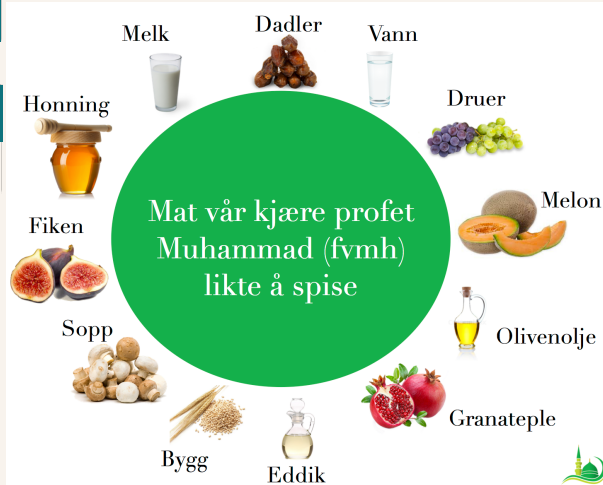 Mat vår kjære profet
Muhammad (fvmh)
likte å spise
Dadler
Vann
Druer
Melon
Olivenolje
Granateple
Eddik
Bygg
Sopp
Fiken
Honning
Melk